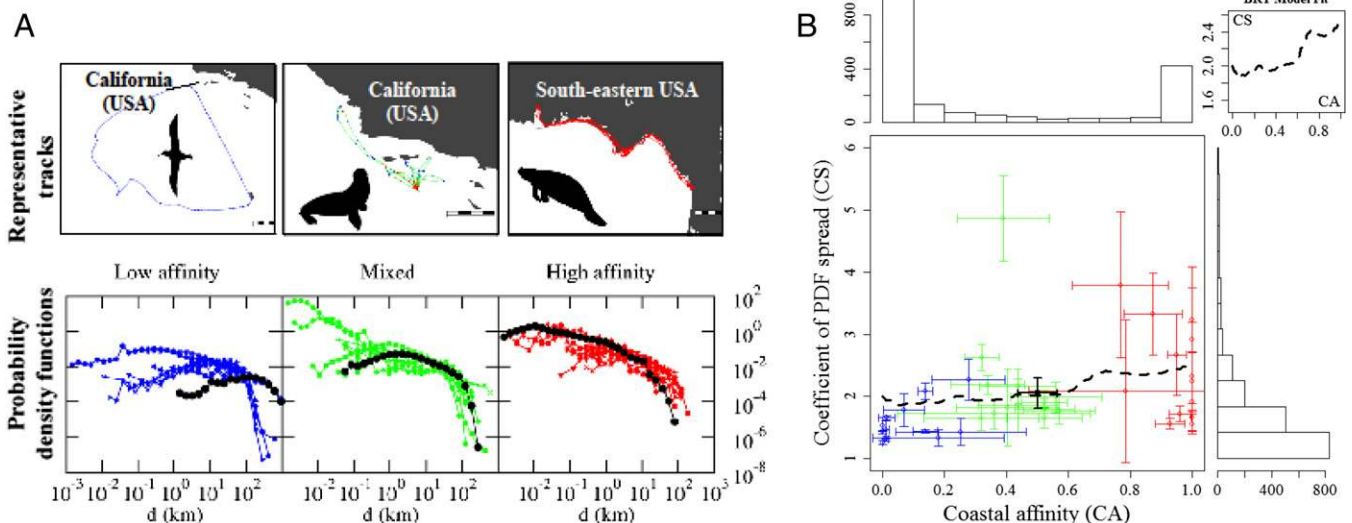 A
Representative
tracks
California
(USA)
California
(USA)
South-eastern USA
Low affinity
Mixed
High affinity
Probability
density functions
10^2
10^0
10^-2
10^-4
10^-6
10^-8
10^-3 10^-2 10^-1 10^0 10^1 10^2
10^-2 10^-1 10^0 10^1 10^2
10^-2 10^-1 10^0 10^1 10^2 10^3
d (km)
d (km)
d (km)
B
800
400
0
CS
2.4
2.0
1.6
CA
0.0 0.4 0.8
Coefficient of PDF spread (CS)
6
5
4
3
2
1
0.0 0.2 0.4 0.6 0.8 1.0
Coastal affinity (CA)
0 400 800